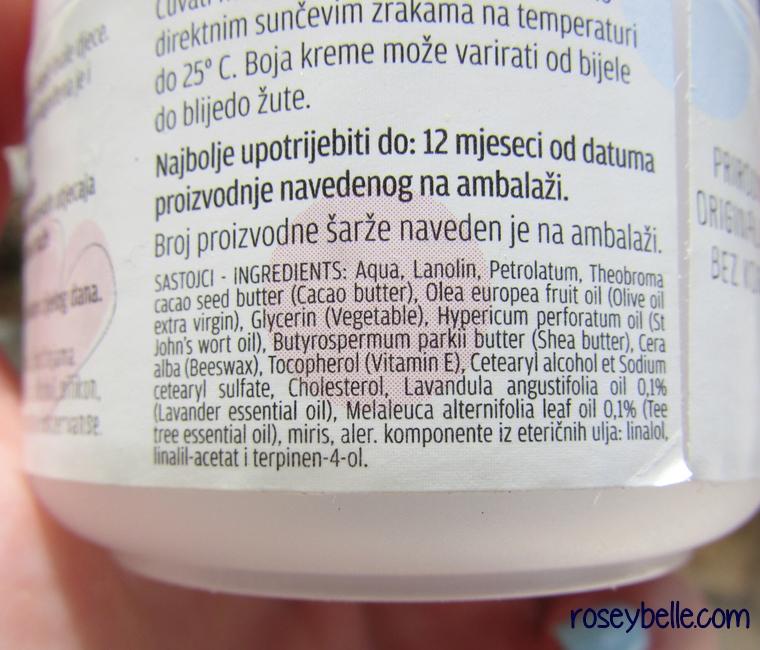 direktnim sunčevim zrakama na temperaturi
do 25° C. Boja kreme može varirati od bijele
do blijedo žute.
Najbolje upotrijebiti do: 12 mjeseci od datuma
proizvodnje navedenog na ambalaži.
Broj proizvodne šarže naveden je na ambalaži.
SASTOJCI - INGREDIENTS: Aqua, Lanolin, Petrolatum, Theobroma
cacao seed butter (Cacao butter), Olea europea fruit oil (Olive oil
extra virgin), Glycerin (Vegetable), Hypericum perforatum oil (St
John's wort oil), Butyrospermum parkii butter (Shea butter), Cera
alba (Beeswax), Tocopherol (Vitamin E), Cetearyl alcohol et Sodium
cetearyl sulfate, Cholesterol, Lavandula angustifolia oil 0,1%
(Lavander essential oil), Melaleuca alternifolia leaf oil 0,1% (Tee
tree essential oil), miris, aler. komponente iz eteričnih ulja: linalol,
linalil-acetat i terpinen-4-ol.
djece.
dana.
BEZ
roseybelle.com